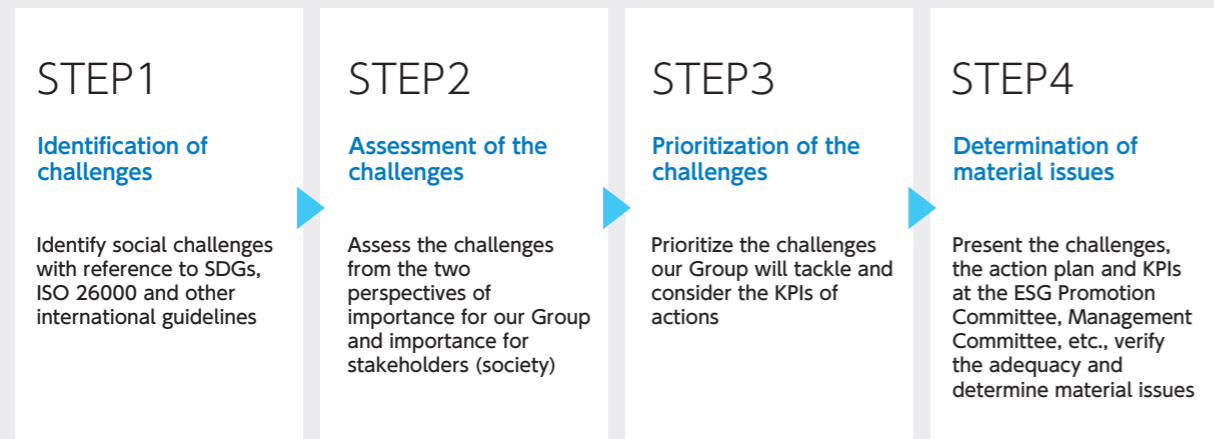 STEP1
Identification of
challenges
Identify social challenges
with reference to SDGs,
ISO 26000 and other
international guidelines
STEP2
Assessment of the
challenges
Assess the challenges
from the two
perspectives of
importance for our Group
and importance for
stakeholders (society)
STEP3
Prioritization of the
challenges
Prioritize the challenges
our Group will tackle and
consider the KPIs of
actions
STEP4
Determination of
material issues
Present the challenges,
the action plan and KPIs
at the ESG Promotion
Committee, Management
Committee, etc., verify
the adequacy and
determine material issues